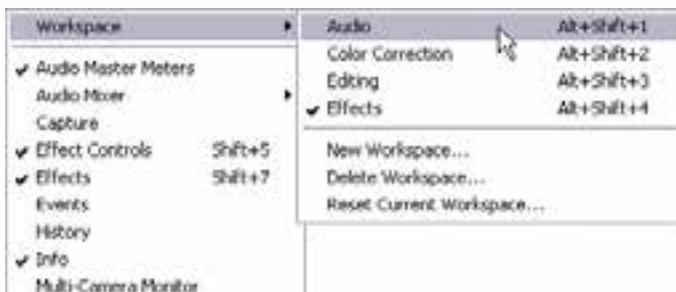 Workspace
Audio Master Meters
Audio Mixer
Capture
Effect Controls Shift+5
Effects Shift+7
Events
History
Info
Multi-Camera Monitor
Audio Alt+Shift+1
Color Correction Alt+Shift+2
Editing Alt+Shift+3
Effects Alt+Shift+4
New Workspace...
Delete Workspace...
Reset Current Workspace...